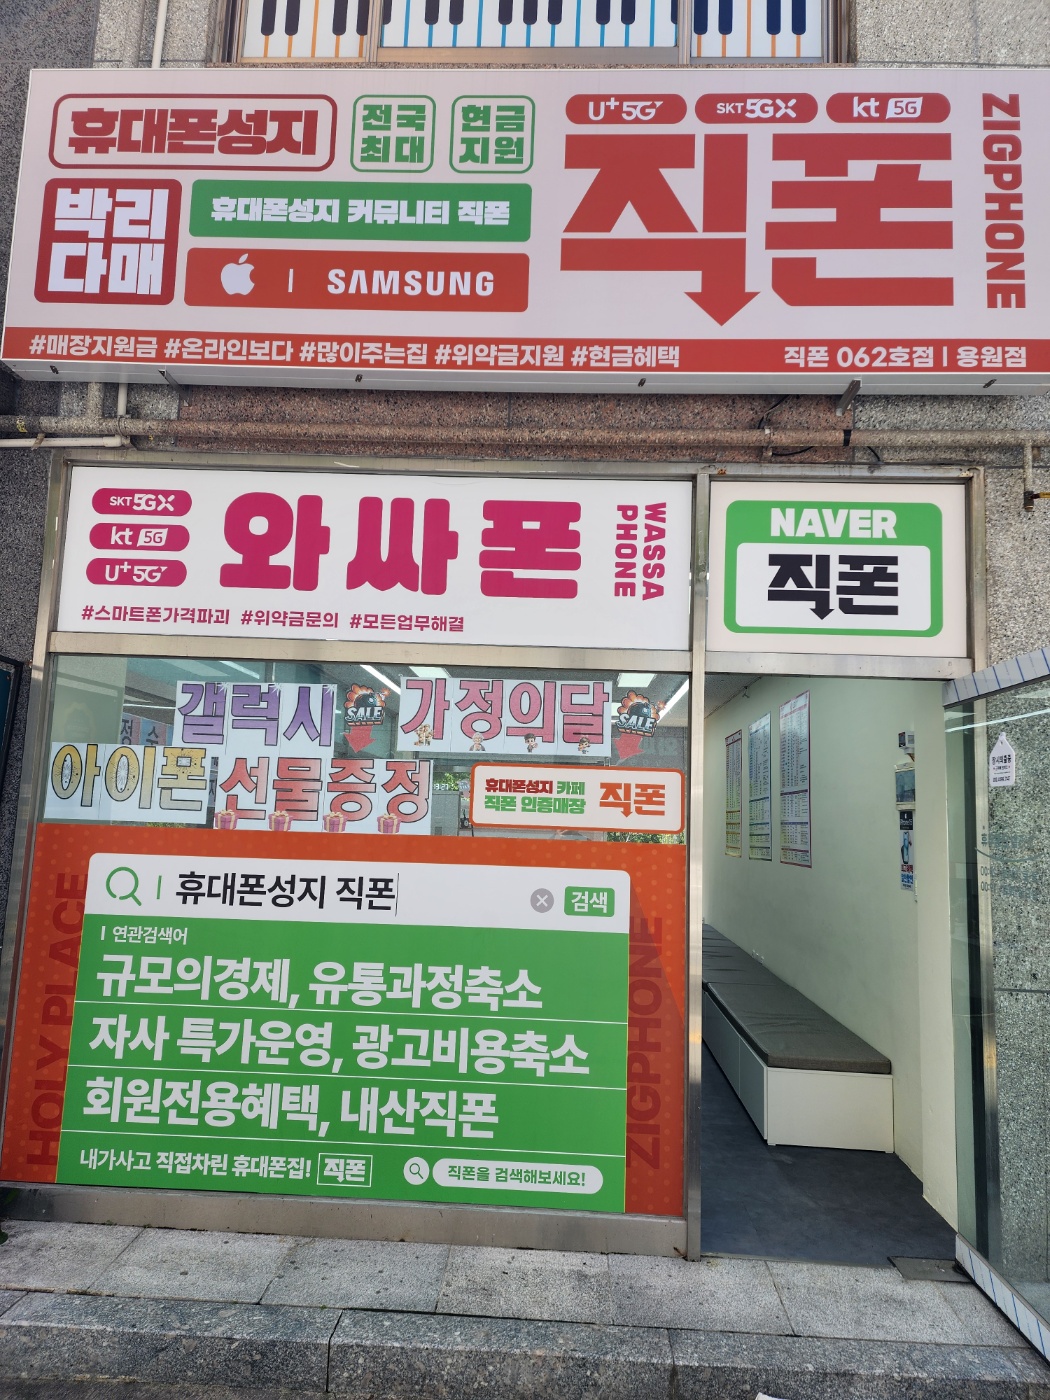 휴대폰성지
전국
최대
현금
지원
U+5G
SKT 5GX
kt 5G
박리
다매
휴대폰성지 커뮤니티 직폰
SAMSUNG
직폰
ZIGPHONE
#매장지원금 #온라인보다 #많이주는집 #위약금지원 #현금혜택
직폰 062호점 | 용원점
SKT 5GX
kt 5G
U+5G
와싸폰
WASSA
PHONE
#스마트폰가격파괴 #위약금문의 #모든업무해결
NAVER
직폰
갤럭시
SALE
가정의달
SALE
아이폰
선물증정
휴대폰성지 카페
직폰 인증매장
직폰
휴대폰성지 직폰
검색
연관검색어
규모의경제, 유통과정축소
자사 특가운영, 광고비용축소
회원전용혜택, 내산직폰
내가사고 직접차린 휴대폰집! 직폰
직폰을 검색해보세요!
HOLY PLACE
ZIGPHONE